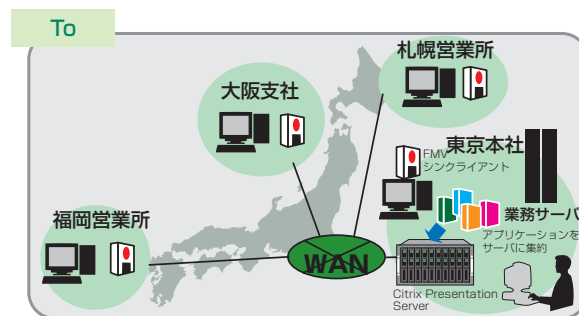 To
札幌営業所
大阪支社
東京本社
FMV
シンクライアント
福岡営業所
業務サーバ
アプリケーションを
サーバに集約
WAN
Citrix Presentation
Server